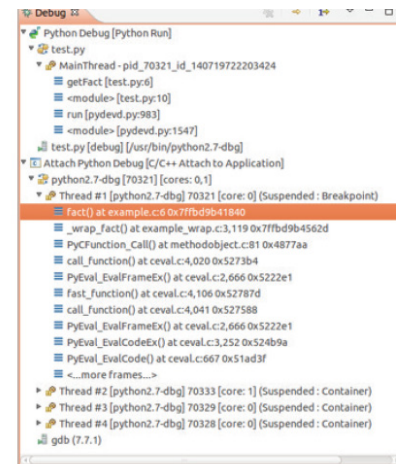 Debug
Python Debug [Python Run]
test.py
MainThread - pid_70321_id_140719722203424
getFact [test.py:6]
<module> [test.py:10]
run [pydevd.py:983]
<module> [pydevd.py:1547]
test.py [debug] [/usr/bin/python2.7-dbg]
Attach Python Debug [C/C++ Attach to Application]
python2.7-dbg [70321] [cores: 0,1]
Thread #1 [python2.7-dbg] 70321 [core: 0] (Suspended : Breakpoint)
fact() at example.c:6 0x7ffbd9b41840
_wrap_fact() at example_wrap.c:3,119 0x7ffbd9b4562d
PyCFunction_Call() at methodobject.c:81 0x4877aa
call_function() at ceval.c:4,020 0x5273b4
PyEval_EvalFrameEx() at ceval.c:2,666 0x5222e1
fast_function() at ceval.c:4,106 0x52787d
call_function() at ceval.c:4,041 0x527588
PyEval_EvalFrameEx() at ceval.c:2,666 0x5222e1
PyEval_EvalCodeEx() at ceval.c:3,252 0x524b9a
PyEval_EvalCode() at ceval.c:667 0x51ad3f
<...more frames...>
Thread #2 [python2.7-dbg] 70333 [core: 1] (Suspended : Container)
Thread #3 [python2.7-dbg] 70329 [core: 0] (Suspended : Container)
Thread #4 [python2.7-dbg] 70328 [core: 0] (Suspended : Container)
gdb (7.7.1)